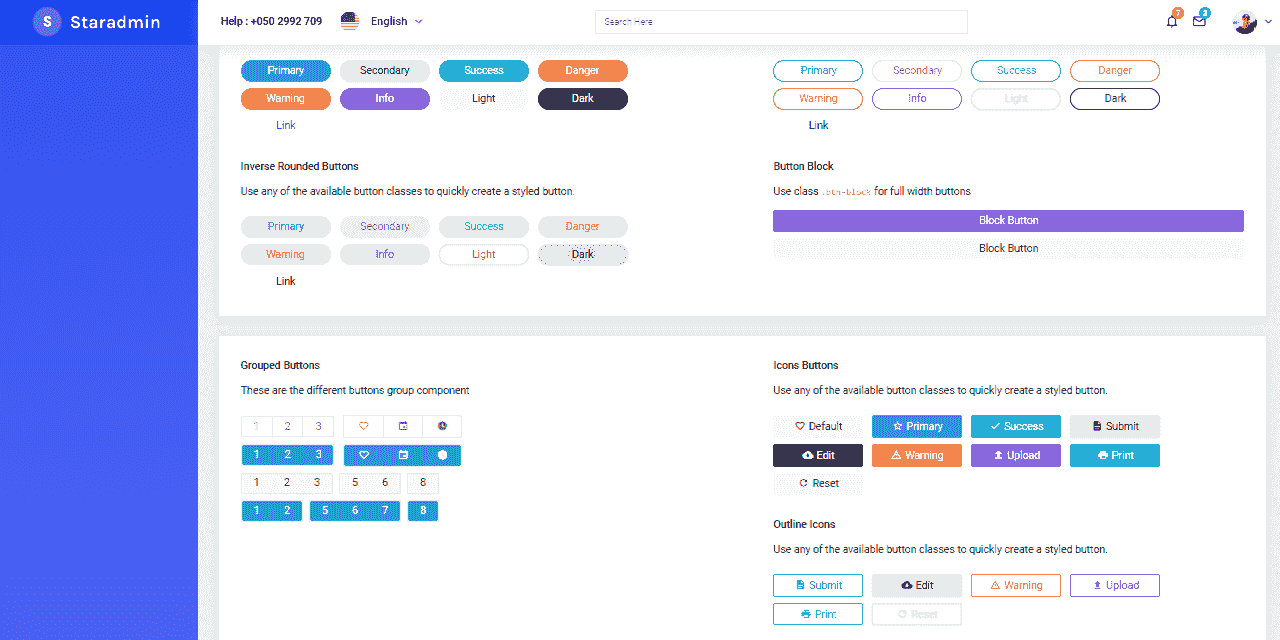 S Staradmin
Help : +050 2992 709
English
Search Here
7
Primary Secondary Success Danger
Warning Info Light Dark
Link
Primary Secondary Success Danger
Warning Info Light Dark
Link
Inverse Rounded Buttons
Use any of the available button classes to quickly create a styled button.
Primary Secondary Success Danger
Warning Info Light Dark
Link
Button Block
Use class .btn-block for full width buttons
Block Button
Block Button
Grouped Buttons
These are the different buttons group component
1 2 3
1 2 3
1 2 3 5 6 8
1 2 5 6 7 8
Icons Buttons
Use any of the available button classes to quickly create a styled button.
Default Primary Success Submit
Edit Warning Upload Print
Reset
Outline Icons
Use any of the available button classes to quickly create a styled button.
Submit Edit Warning Upload
Print Reset